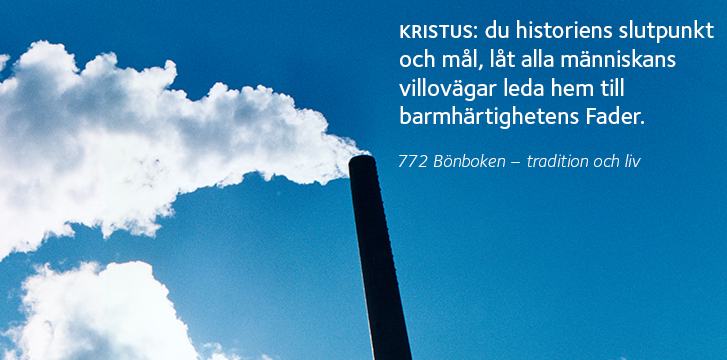 KRISTUS: du historiens slutpunkt
och mål, låt alla människans
villovägar leda hem till
barmhärtighetens Fader.
772 Bönboken – tradition och liv